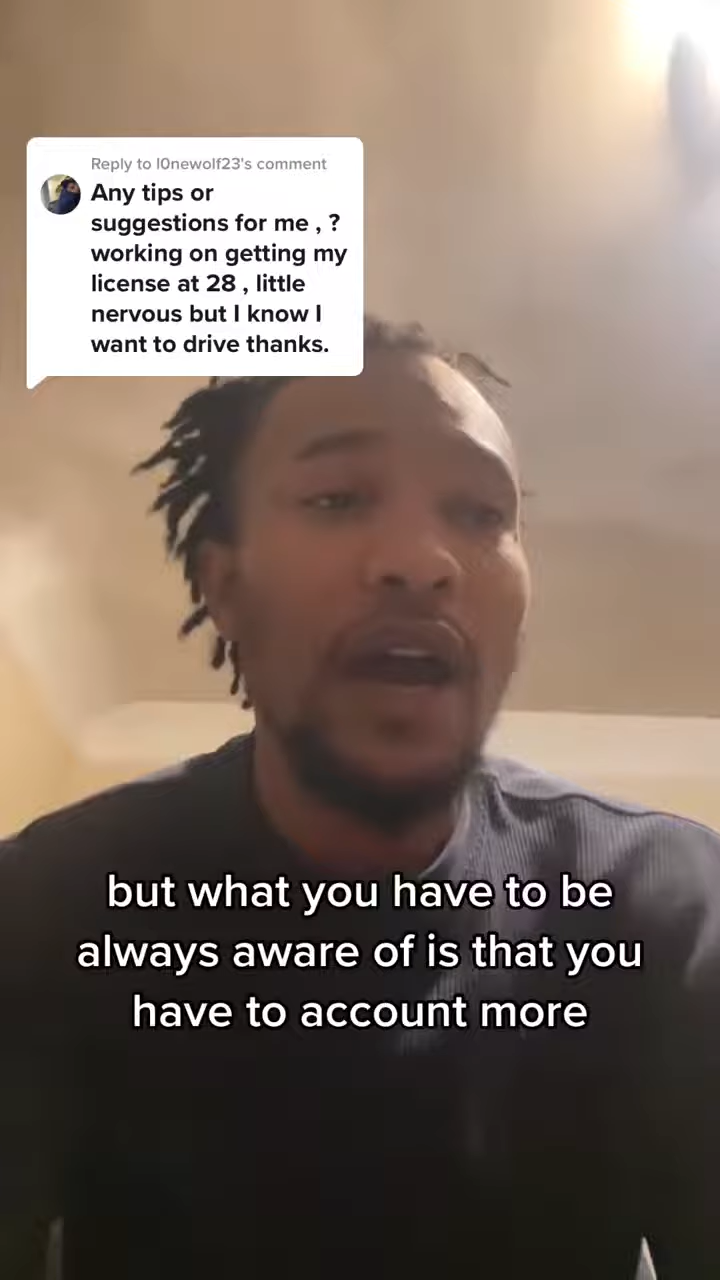 Reply to l0newolf23's comment
Any tips or
suggestions for me , ?
working on getting my
license at 28 , little
nervous but I know I
want to drive thanks.
but what you have to be
always aware of is that you
have to account more